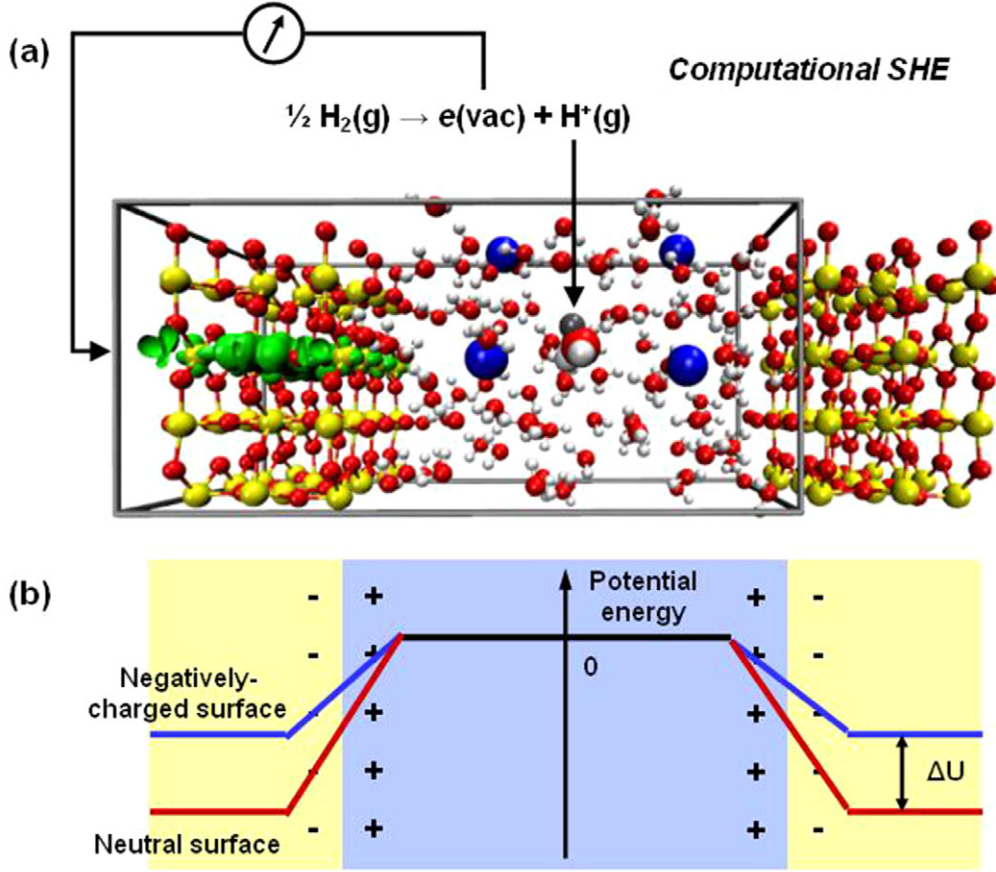 (a)
Computational SHE
½ H₂(g) → e(vac) + H⁺(g)
(b)
Potential
energy
0
Negatively-
charged surface
ΔU
Neutral surface
- + + -
- + + -
- + + -
- + + -
- + + -